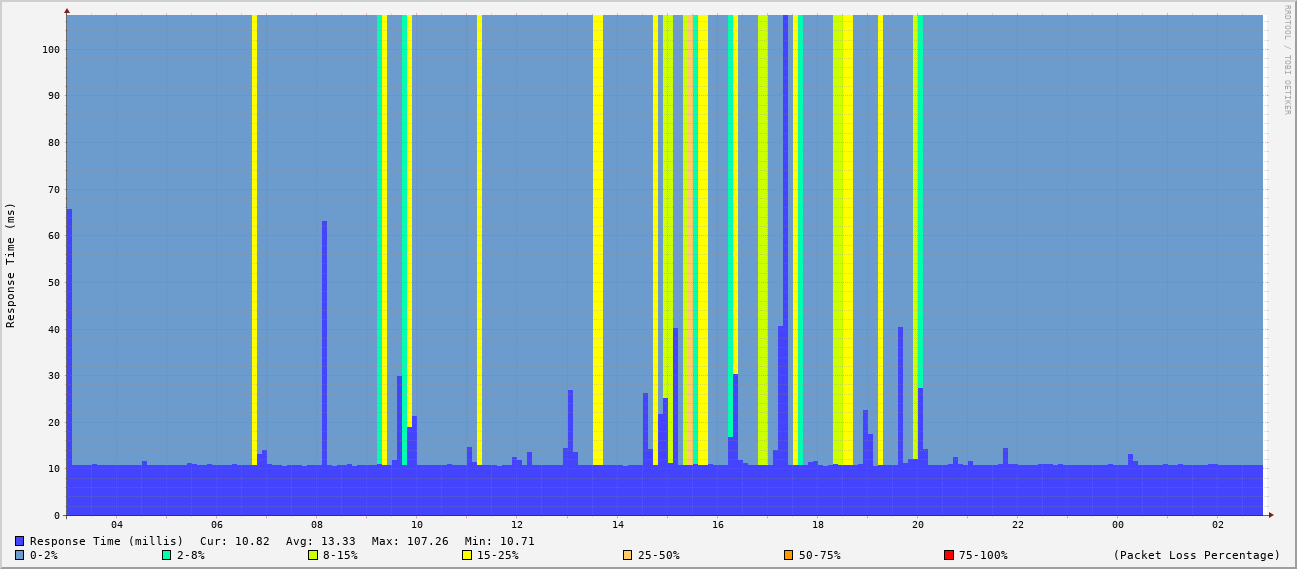 RRDTOOL / TOBI OETIKER
Response Time (ms)
100
90
80
70
60
50
40
30
20
10
0
04 06 08 10 12 14 16 18 20 22 00 02
Response Time (millis) Cur: 10.82 Avg: 13.33 Max: 107.26 Min: 10.71
0-2% 2-8% 8-15% 15-25% 25-50% 50-75% 75-100% (Packet Loss Percentage)